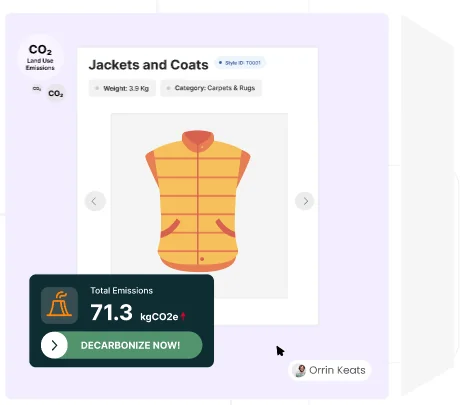 CO₂
Land Use
Emissions
CO₂
CO₂
Jackets and Coats
Style ID: T0001
Weight: 3.9 Kg
Category: Carpets & Rugs
Total Emissions
71.3 kgCO2e
DECARBONIZE NOW!
Orrin Keats